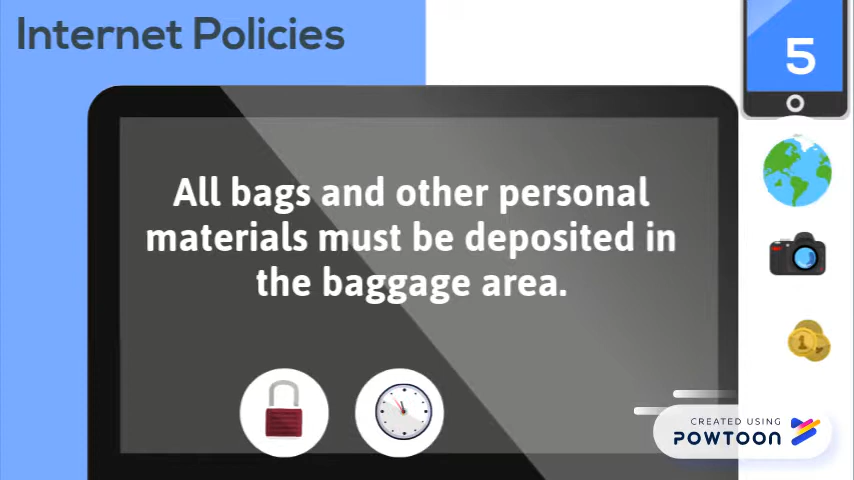 Internet Policies
5
All bags and other personal
materials must be deposited in
the baggage area.
1
CREATED USING
POWTOON